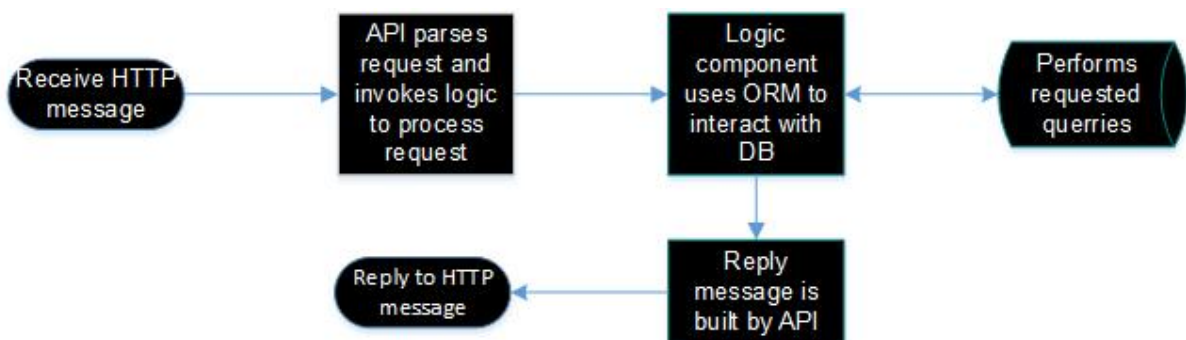 Receive HTTP
message
API parses
request and
invokes logic
to process
request
Logic
component
uses ORM to
interact with
DB
Performs
requested
querries
Reply message is
built by API
Reply to HTTP
message